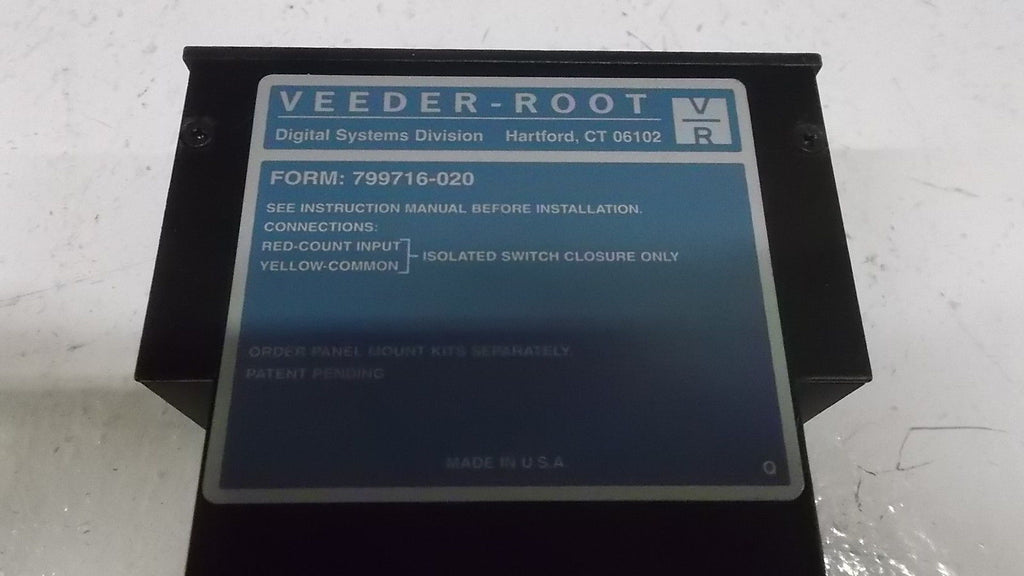 VEEDER-ROOT
V
R
Digital Systems Division Hartford, CT 06102
FORM: 799716-020
SEE INSTRUCTION MANUAL BEFORE INSTALLATION.
CONNECTIONS:
RED-COUNT INPUT
YELLOW-COMMON
ISOLATED SWITCH CLOSURE ONLY
ORDER PANEL MOUNT KITS SEPARATELY.
PATENT PENDING
MADE IN U.S.A.
Q